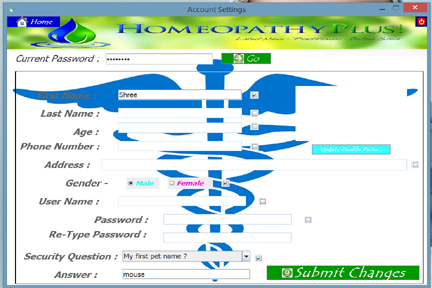 Account Settings
Home
HOMEOPATHY PLUS!
Current Password : ••••••••
Go
First Name : Shree
Last Name :
Age :
Phone Number :
Update Profile Photo
Address :
Gender - Male Female
User Name :
Password :
Re-Type Password :
Security Question : My first pet name ?
Answer : mouse
Submit Changes